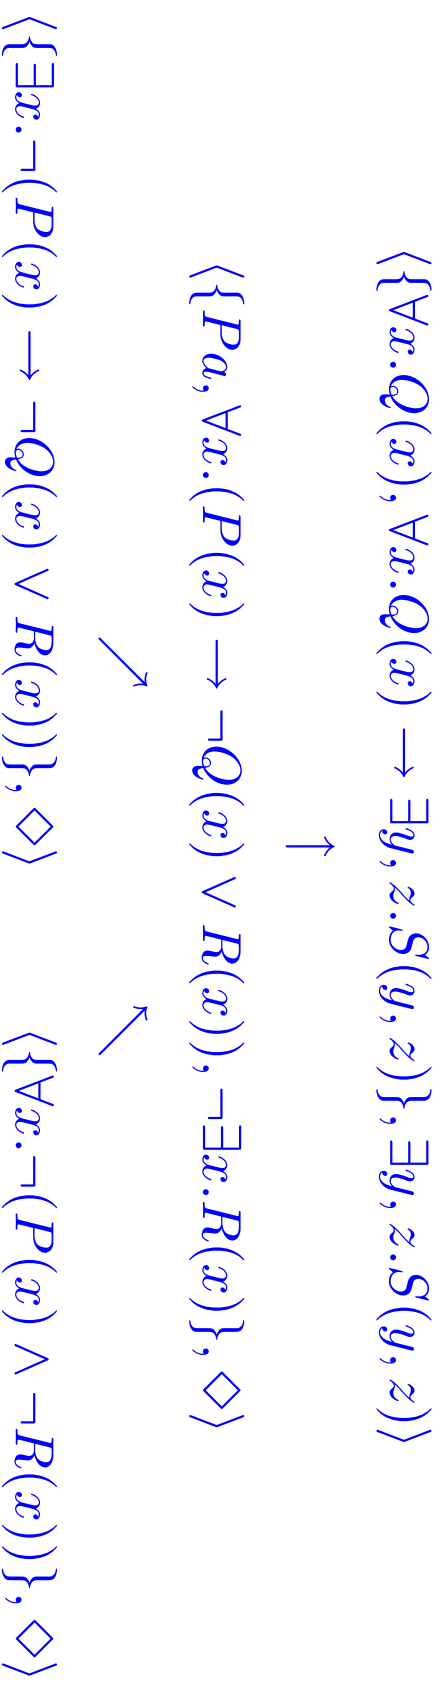 ⟨{∀x.Q(x), ∀x.Q(x) → ∃y, z.S(y, z)}, ∃y, z.S(y, z)⟩
↑
⟨{Pa, ∀x.(P(x) → ¬Q(x) ∨ R(x)), ¬∃x.R(x)}, ◇⟩
↗ ↖
⟨{∃x.¬(P(x) → ¬Q(x) ∨ R(x))}, ◇⟩ ⟨{∀x.¬(P(x) ∧ ¬R(x))}, ◇⟩